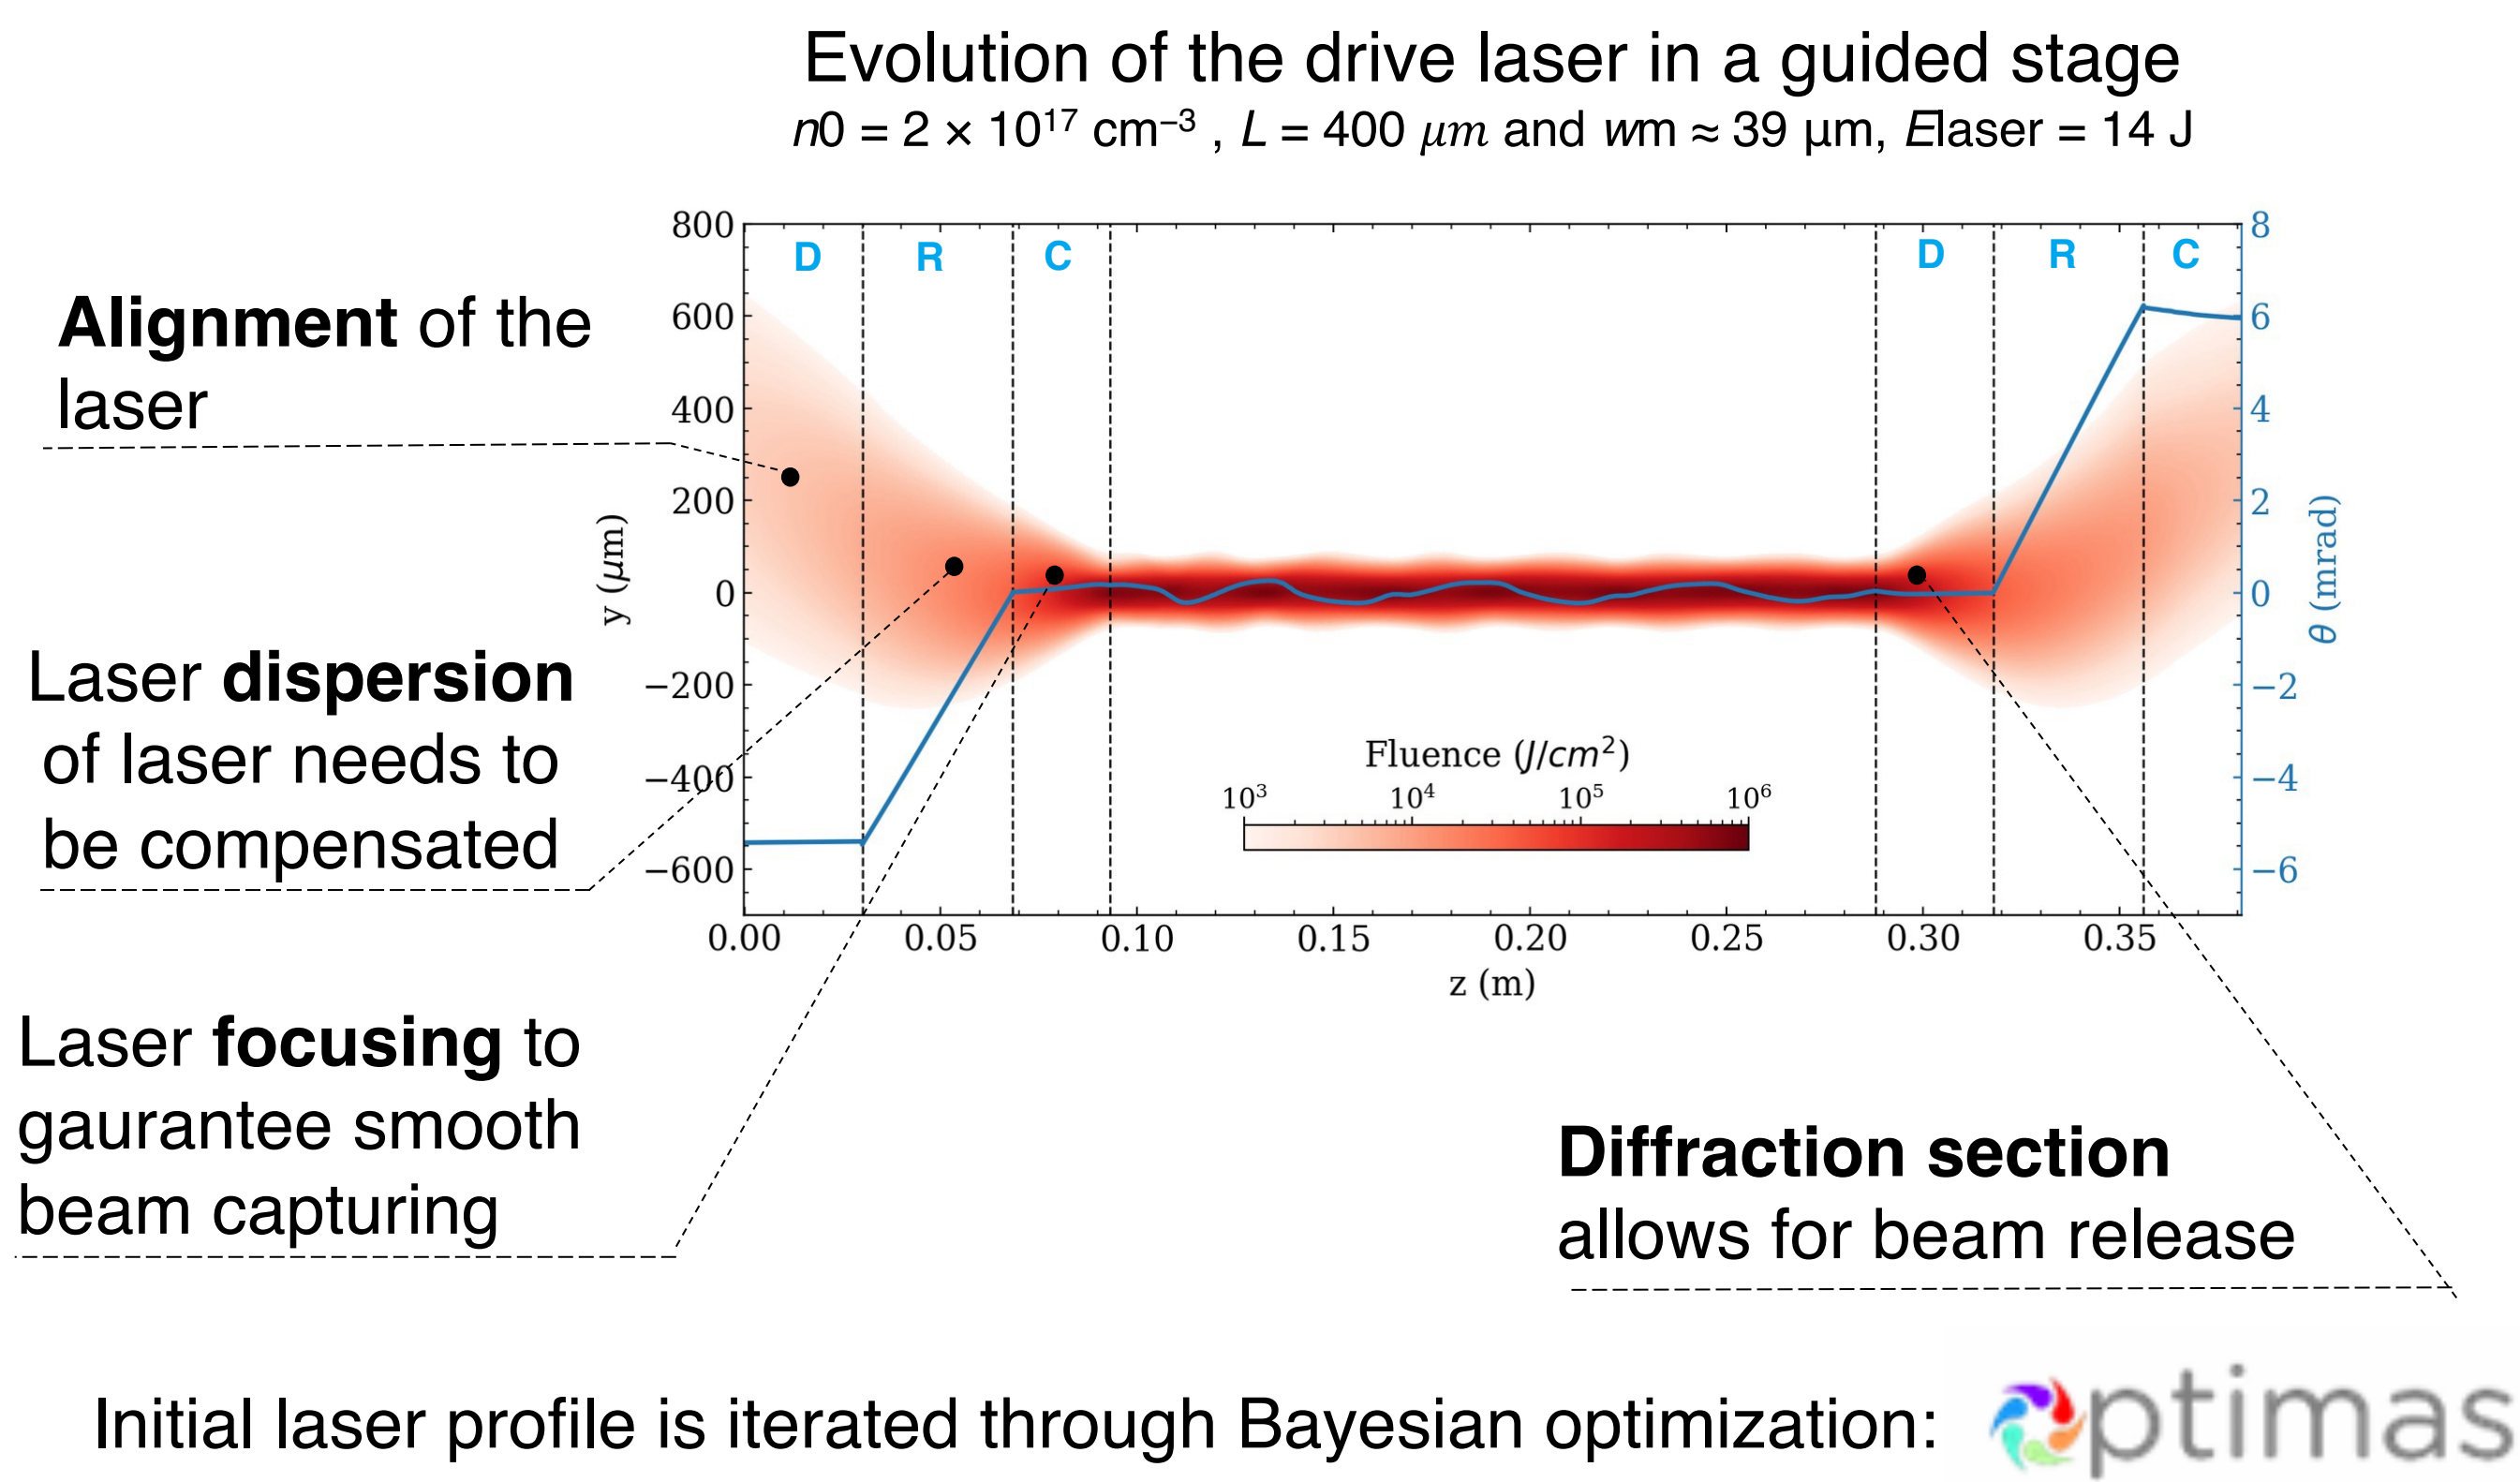 Evolution of the drive laser in a guided stage
n0 = 2 × 10¹⁷ cm⁻³ , L = 400 μm and wm ≈ 39 μm, Elaser = 14 J
Alignment of the
laser
Laser dispersion
of laser needs to
be compensated
Laser focusing to
gaurantee smooth
beam capturing
D R C D R C
800
600
400
200
0
−200
−400
−600
y (μm)
8
6
4
2
0
−2
−4
−6
θ (mrad)
Fluence (J/cm²)
10³ 10⁴ 10⁵ 10⁶
0.00 0.05 0.10 0.15 0.20 0.25 0.30 0.35
z (m)
Diffraction section
allows for beam release
Initial laser profile is iterated through Bayesian optimization: optimas